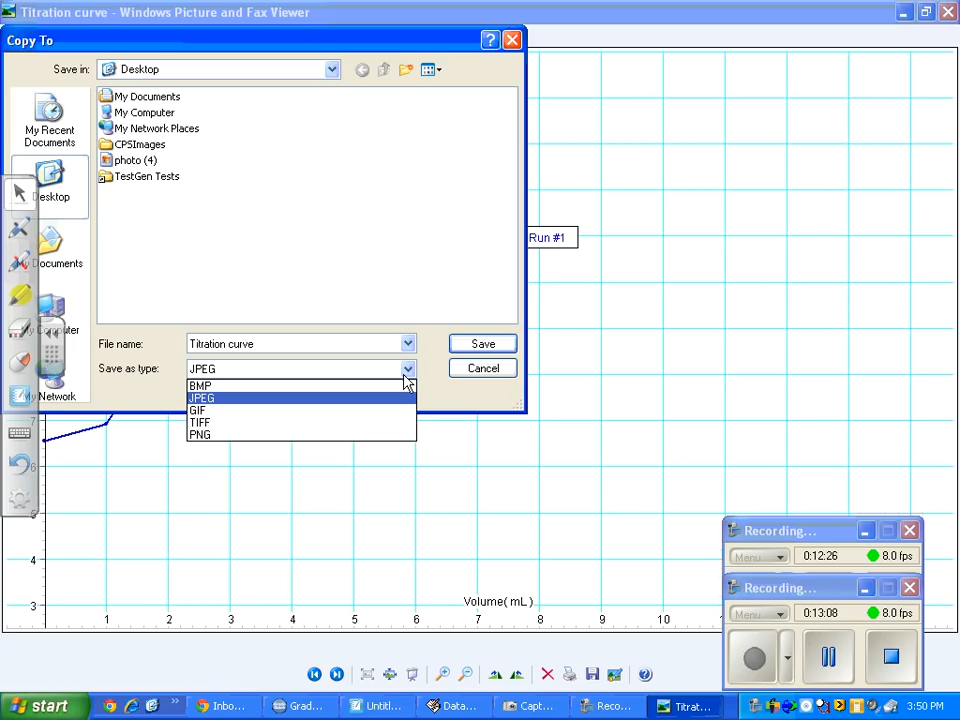 Titration curve - Windows Picture and Fax Viewer
Copy To
Save in:
Desktop
My Recent
Documents
Desktop
My Documents
My Computer
My Network
My Documents
My Computer
My Network Places
CPSImages
photo (4)
TestGen Tests
Run #1
File name:
Titration curve
Save
Save as type:
JPEG
Cancel
BMP
JPEG
GIF
TIFF
PNG
6
5
4
3
Volume( mL )
1 2 3 4 5 6 7 8 9 10
Recording...
Menu
0:12:26
8.0 fps
Recording...
Menu
0:13:08
8.0 fps
start
Inbo...
Grad...
Untitl...
Data...
Capt...
Reco...
Titrat...
3:50 PM